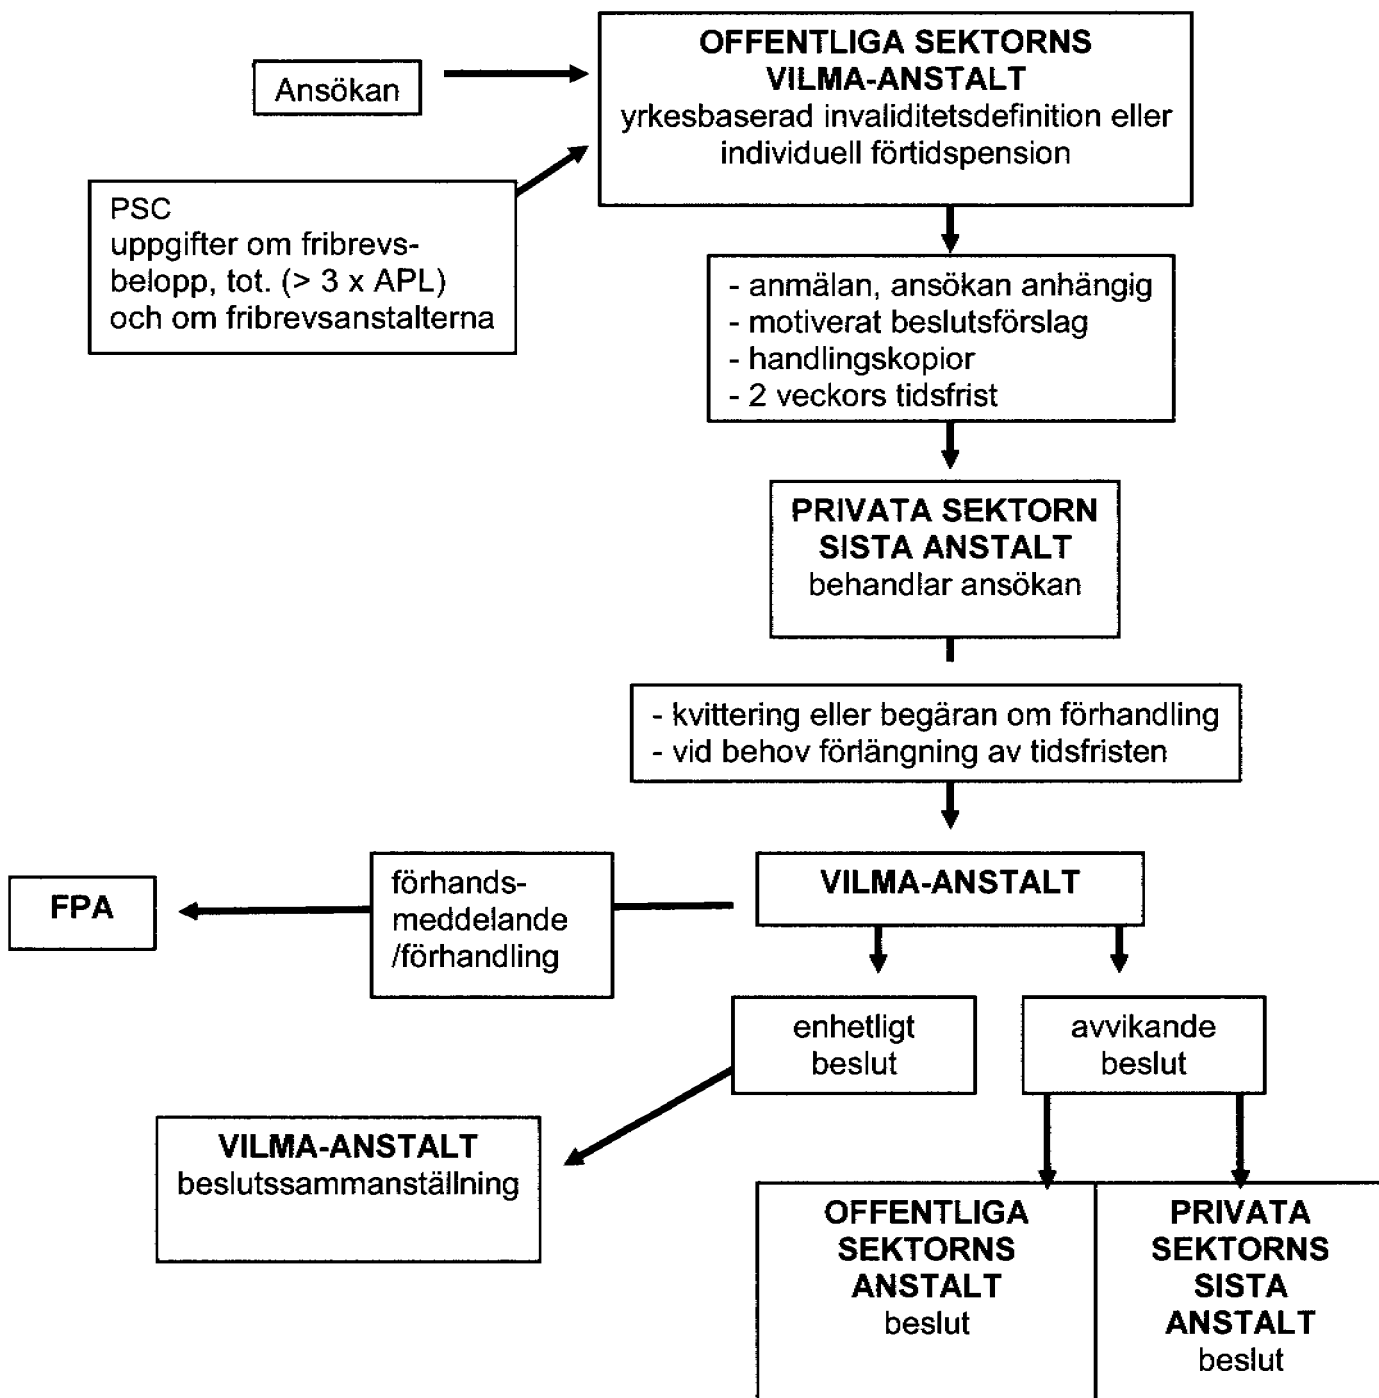 OFFENTLIGA SEKTORNS
VILMA-ANSTALT
yrkesbaserad invaliditetsdefinition eller
individuell förtidspension
Ansökan
PSC
uppgifter om fribrevs-
belopp, tot. (> 3 x APL)
och om fribrevsanstalterna
- anmälan, ansökan anhängig
- motiverat beslutsförslag
- handlingskopior
- 2 veckors tidsfrist
PRIVATA SEKTORN
SISTA ANSTALT
behandlar ansökan
- kvittering eller begäran om förhandling
- vid behov förlängning av tidsfristen
VILMA-ANSTALT
förhands-
meddelande
/förhandling
FPA
enhetligt
beslut
avvikande
beslut
VILMA-ANSTALT
beslutssammanställning
OFFENTLIGA
SEKTORNS
ANSTALT
beslut
PRIVATA
SEKTORNS
SISTA
ANSTALT
beslut